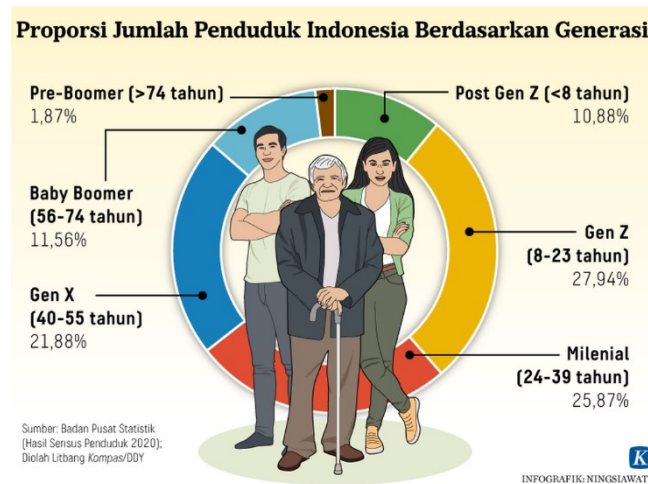 Proporsi Jumlah Penduduk Indonesia Berdasarkan Generasi
Pre-Boomer (>74 tahun)
1,87%
Post Gen Z (<8 tahun)
10,88%
Baby Boomer
(56-74 tahun)
11,56%
Gen Z
(8-23 tahun)
27,94%
Gen X
(40-55 tahun)
21,88%
Milenial
(24-39 tahun)
25,87%
Sumber: Badan Pusat Statistik
(Hasil Sensus Penduduk 2020);
Diolah Litbang Kompas/DDY
K
INFOGRAFIK: NINGSIAWAT